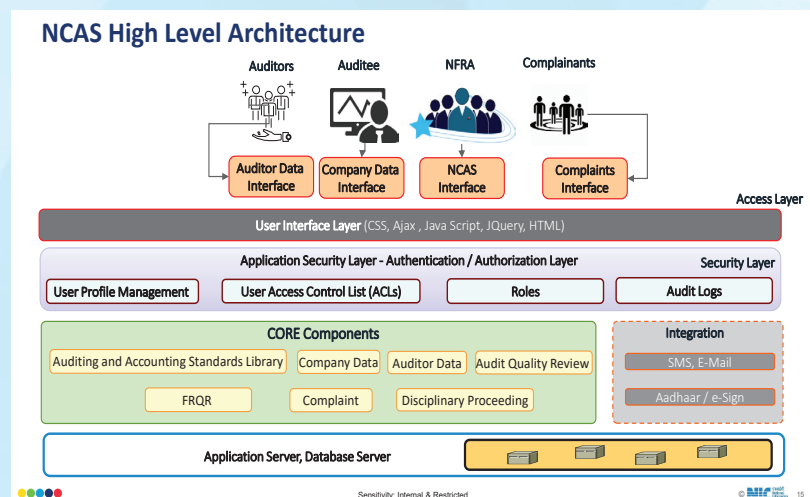 NCAS High Level Architecture
Auditors
Auditee
NFRA
Complainants
Auditor Data
Interface
Company Data
Interface
NCAS
Interface
Complaints
Interface
Access Layer
User Interface Layer (CSS, Ajax , Java Script, JQuery, HTML)
Application Security Layer - Authentication / Authorization Layer
Security Layer
User Profile Management
User Access Control List (ACLs)
Roles
Audit Logs
CORE Components
Auditing and Accounting Standards Library
Company Data
Auditor Data
Audit Quality Review
FRQR
Complaint
Disciplinary Proceeding
Integration
SMS, E-Mail
Aadhaar / e-Sign
Application Server, Database Server
Sensitivity: Internal & Restricted
©
15